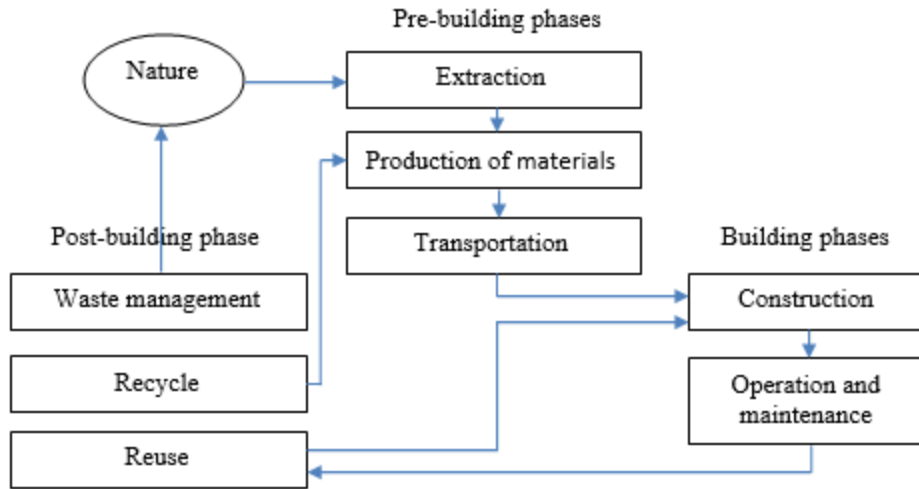 Pre-building phases
Nature
Extraction
Production of materials
Transportation
Post-building phase
Waste management
Recycle
Reuse
Building phases
Construction
Operation and
maintenance